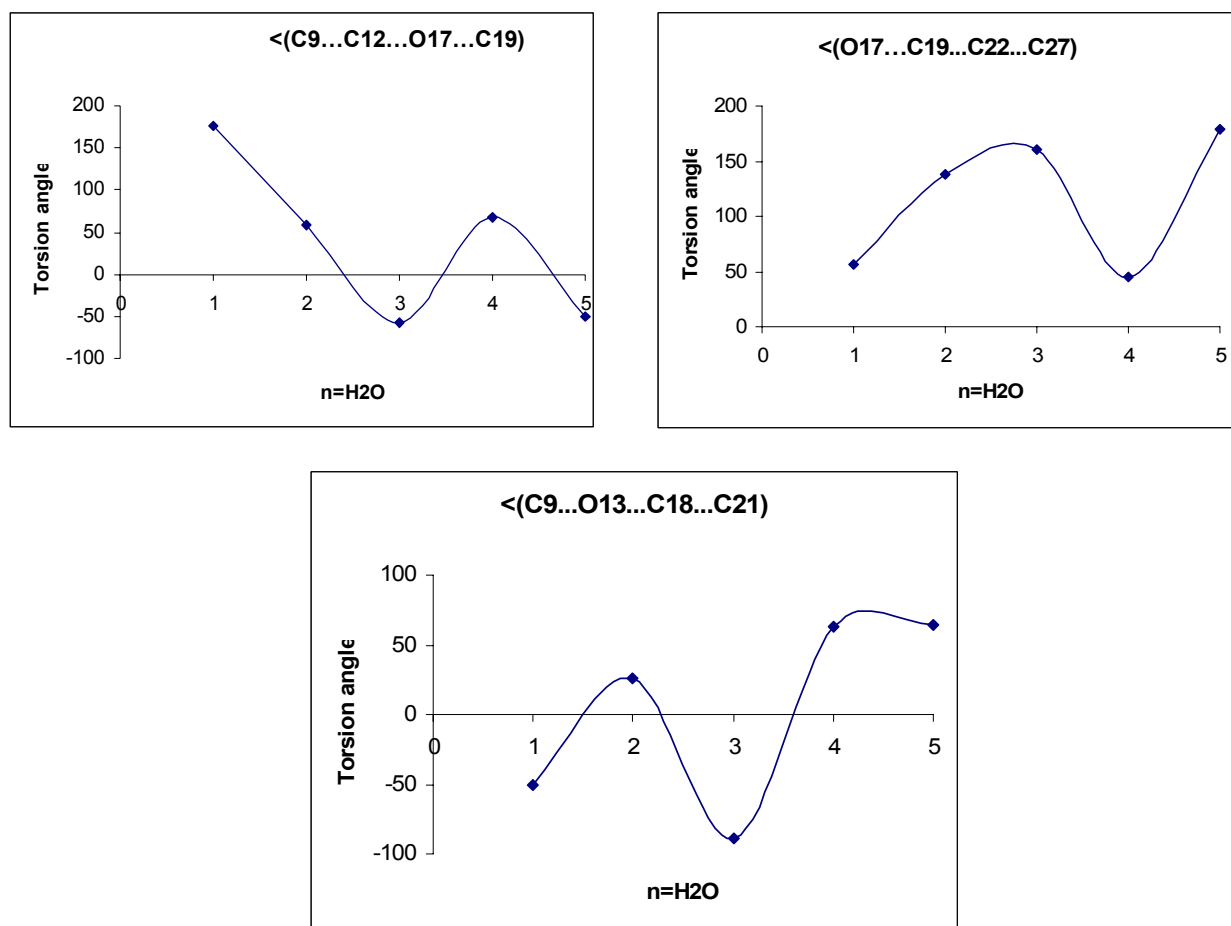 <(C9…C12…O17…C19)
200
150
100
50
0
-50
-100
0 1 2 3 4 5
Torsion angle
n=H2O
<(O17…C19...C22...C27)
200
150
100
50
0
0 1 2 3 4 5
Torsion angle
n=H2O
<(C9...O13...C18...C21)
100
50
0
-50
-100
0 1 2 3 4 5
Torsion angle
n=H2O